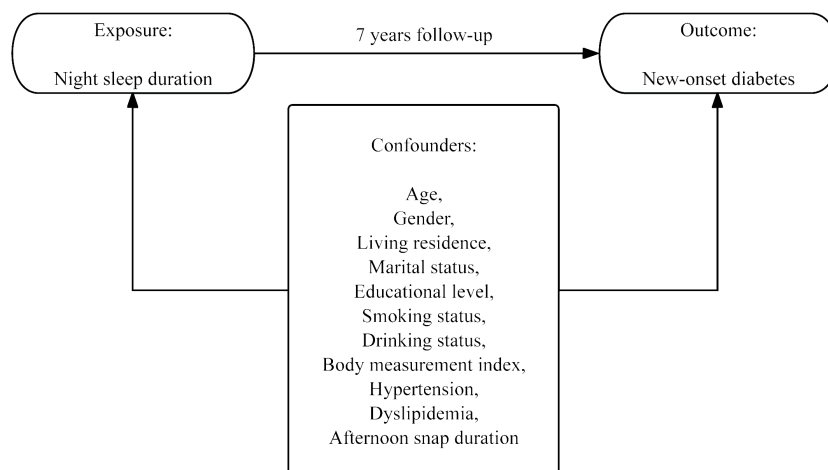 Exposure:
Night sleep duration
7 years follow-up
Outcome:
New-onset diabetes
Confounders:
Age,
Gender,
Living residence,
Marital status,
Educational level,
Smoking status,
Drinking status,
Body measurement index,
Hypertension,
Dyslipidemia,
Afternoon snap duration